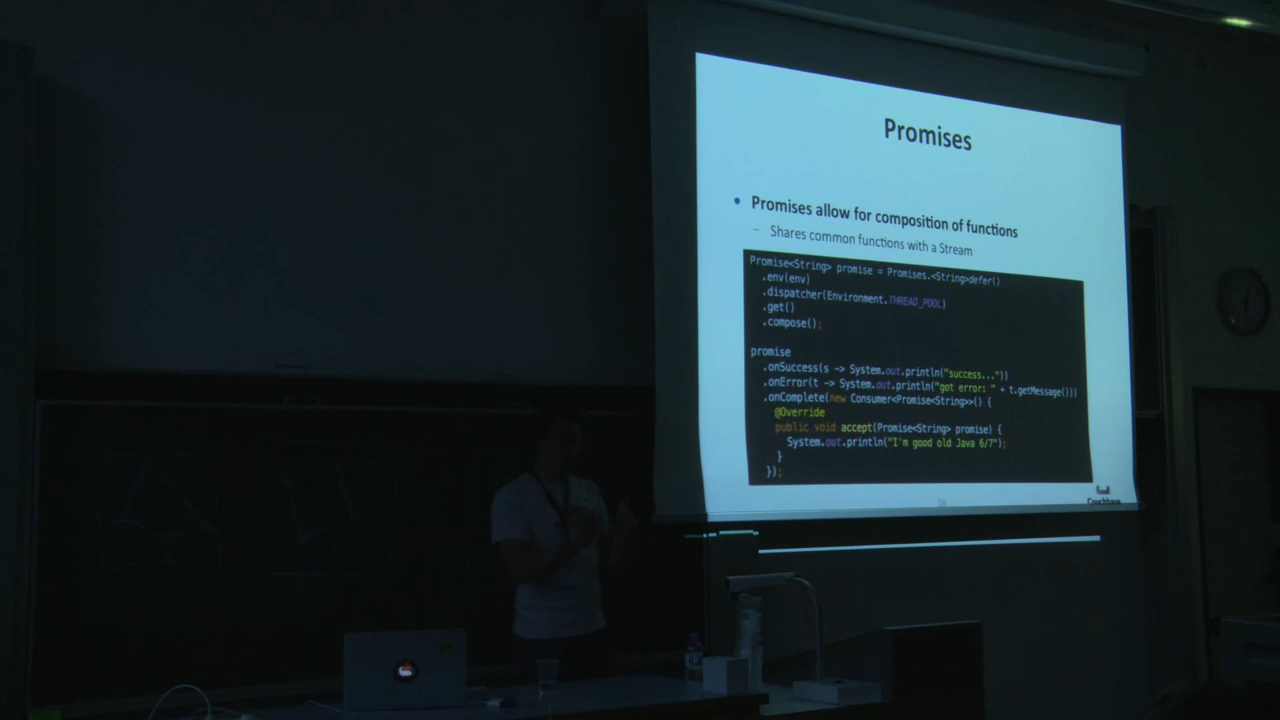 Promises
• Promises allow for composition of functions
– Shares common functions with a Stream
Promise<String> promise = Promises.<String>defer()
.env(env)
.dispatcher(Environment.THREAD_POOL)
.get()
.compose();
promise
.onSuccess(s -> System.out.println("success..."))
.onError(t -> System.out.println("got error: " + t.getMessage()))
.onComplete(new Consumer<Promise<String>>() {
@Override
public void accept(Promise<String> promise) {
System.out.println("I'm good old Java 6/7");
}
});
Couchbase